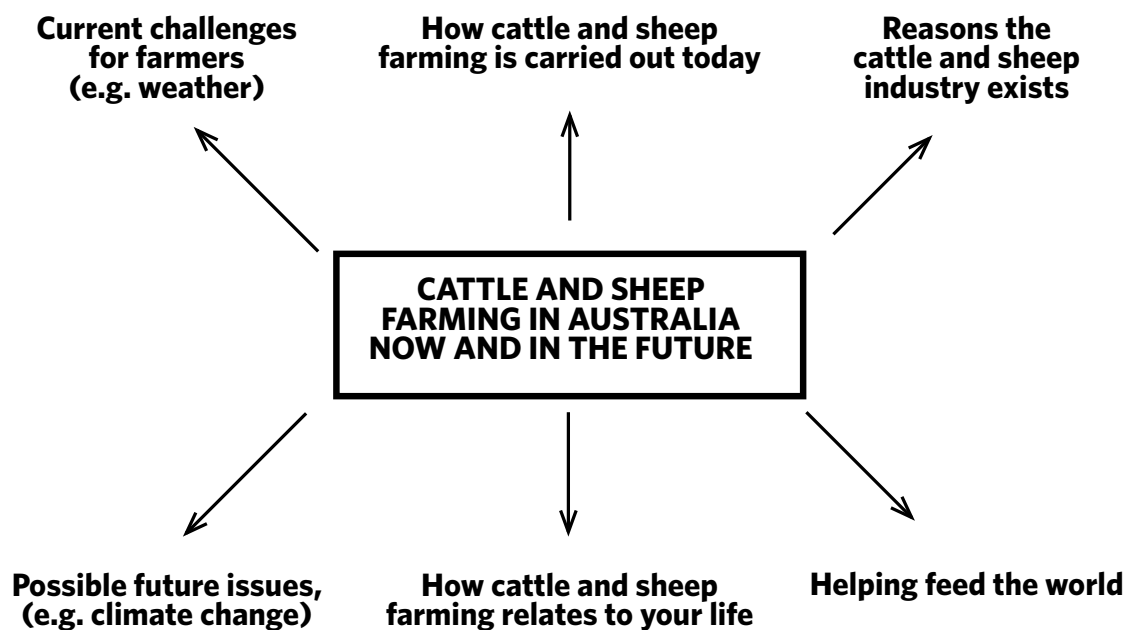 Current challenges
for farmers
(e.g. weather)
How cattle and sheep
farming is carried out today
Reasons the
cattle and sheep
industry exists
CATTLE AND SHEEP
FARMING IN AUSTRALIA
NOW AND IN THE FUTURE
Possible future issues,
(e.g. climate change)
How cattle and sheep
farming relates to your life
Helping feed the world